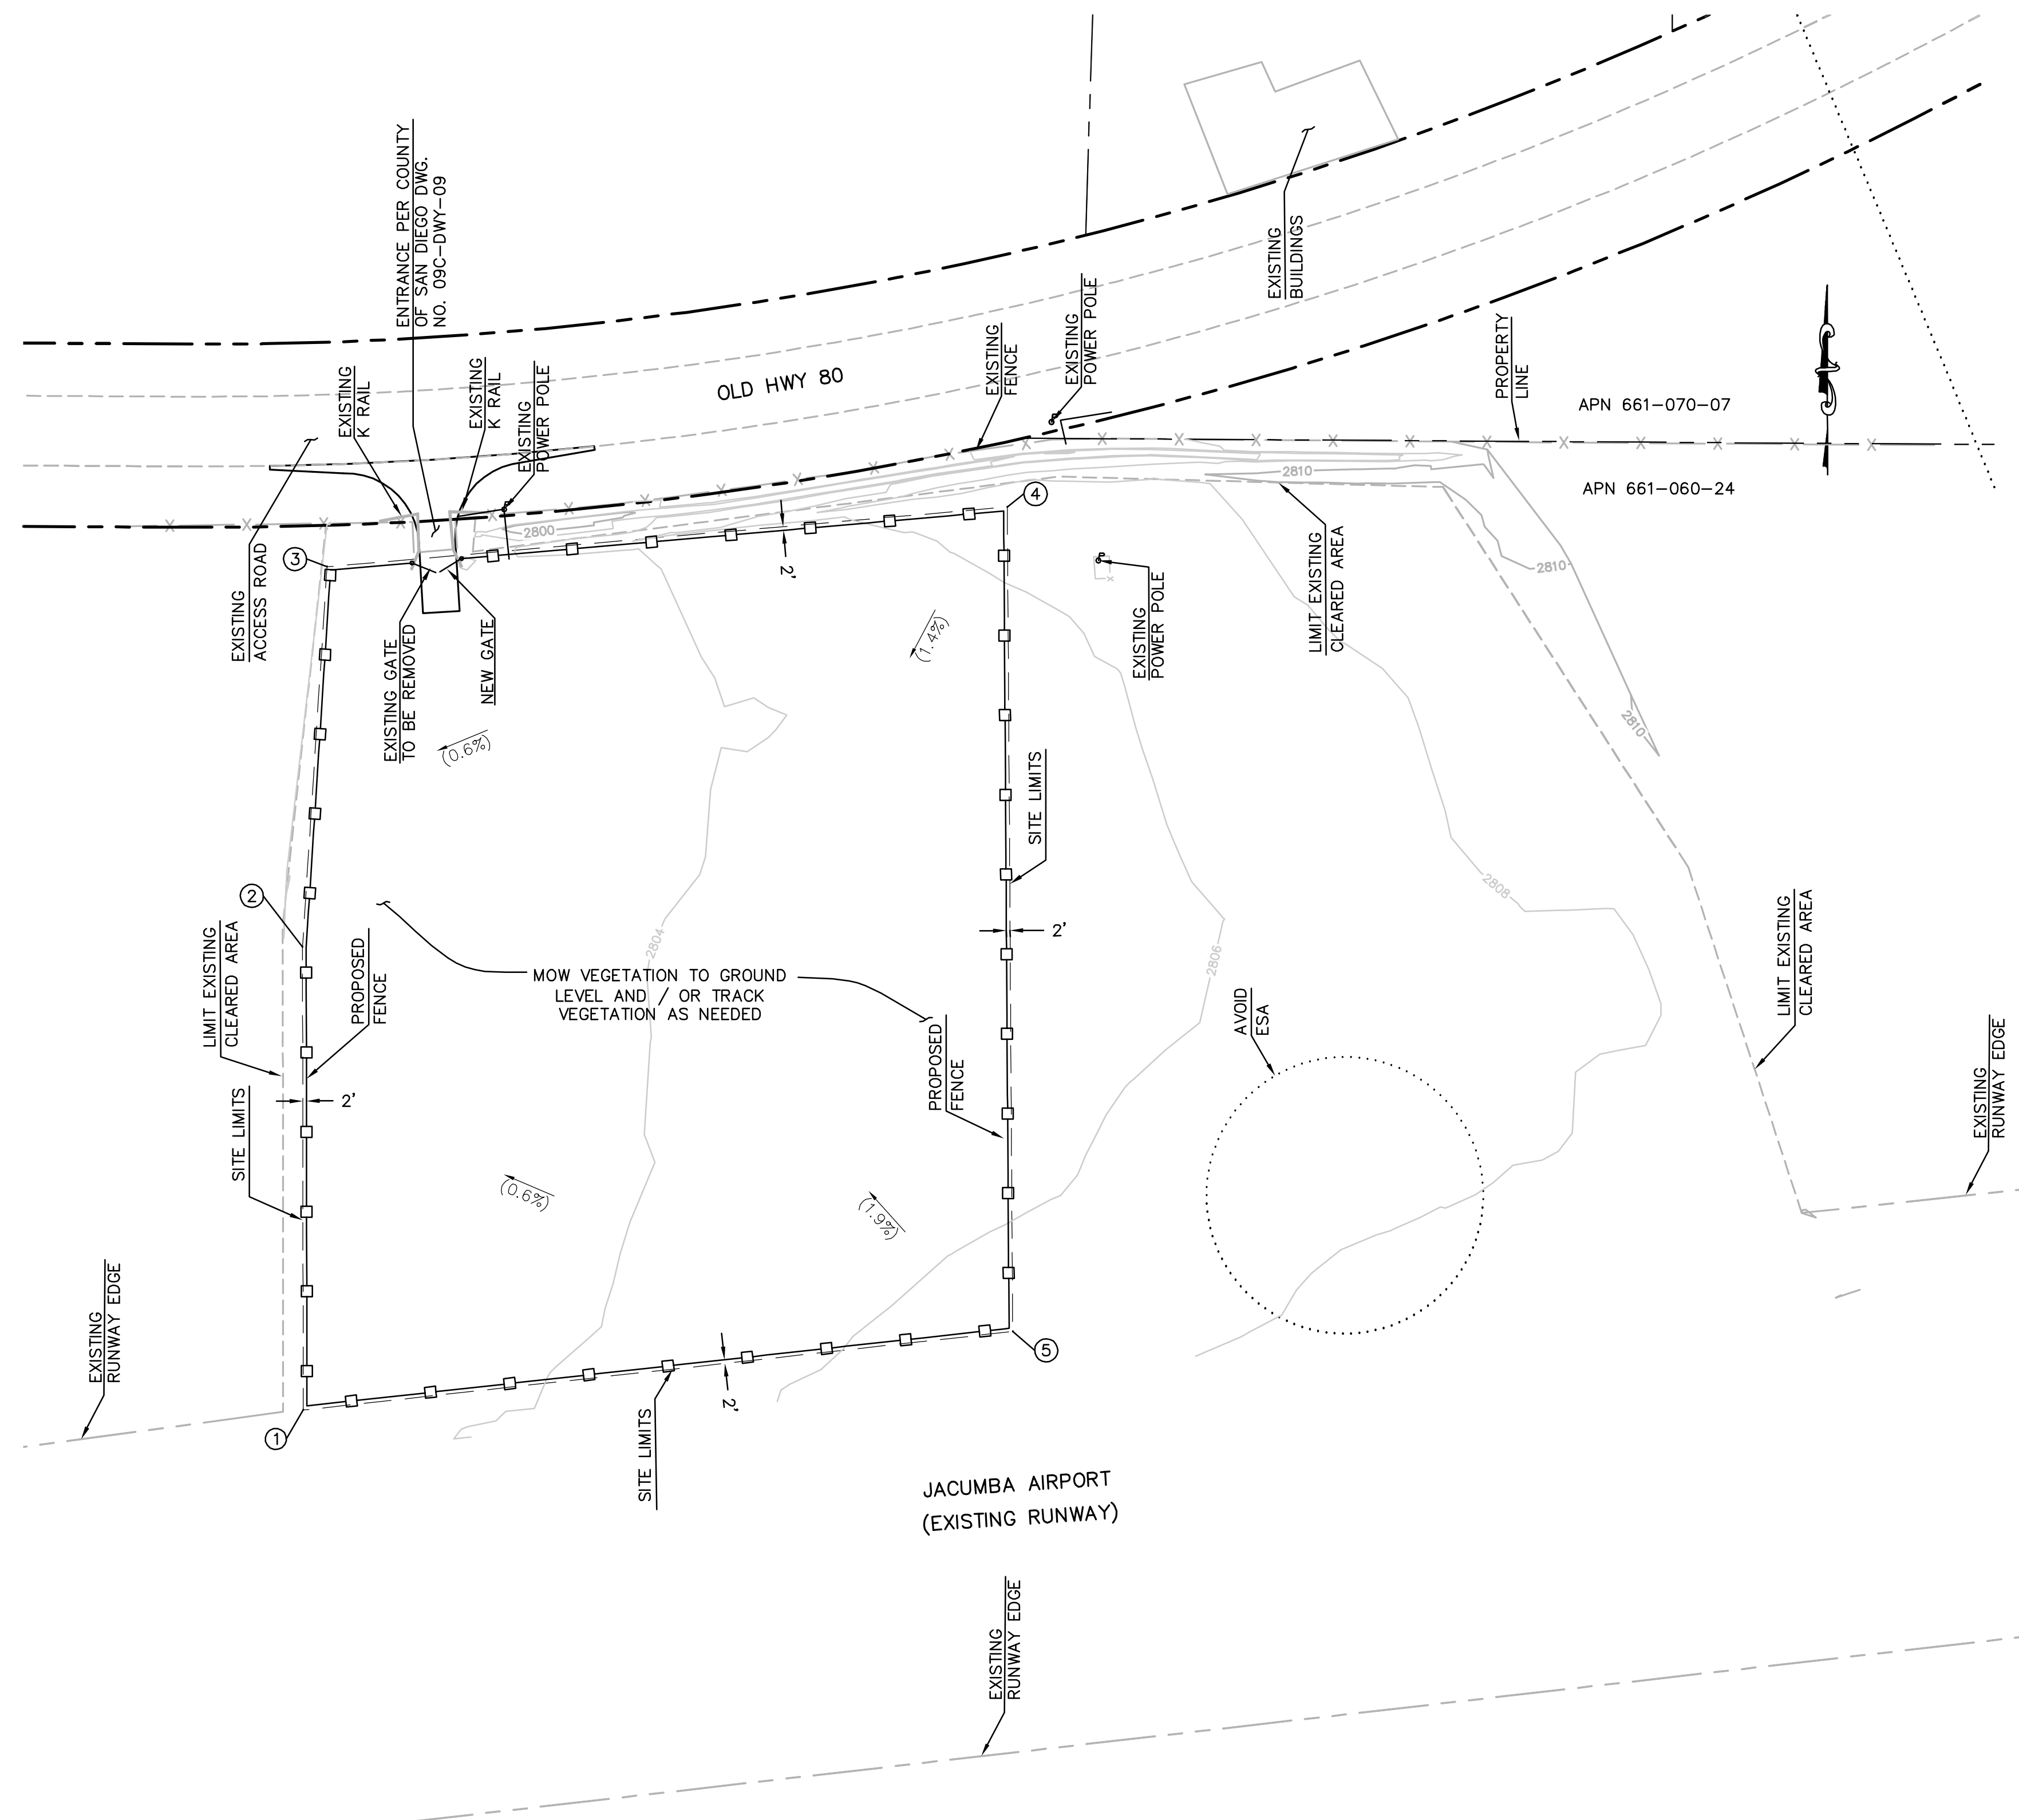 ENTRANCE PER COUNTY
OF SAN DIEGO DWG.
NO. 09C-DWY-09
EXISTING
BUILDINGS
EXISTING
K RAIL
EXISTING
K RAIL
EXISTING
POWER POLE
OLD HWY 80
EXISTING
FENCE
EXISTING
POWER POLE
PROPERTY
LINE
APN 661-070-07
APN 661-060-24
2810
2800
4
3
2'
EXISTING
ACCESS ROAD
EXISTING GATE
TO BE REMOVED
NEW GATE
(1.4%)
EXISTING
POWER POLE
LIMIT EXISTING
CLEARED AREA
2810
2810
(0.6%)
SITE LIMITS
2
2808
LIMIT EXISTING
CLEARED AREA
PROPOSED
FENCE
2804
2'
2806
MOW VEGETATION TO GROUND
LEVEL AND / OR TRACK
VEGETATION AS NEEDED
AVOID
ESA
LIMIT EXISTING
CLEARED AREA
PROPOSED
FENCE
EXISTING
RUNWAY EDGE
SITE LIMITS
2'
(0.6%)
(1.9%)
EXISTING
RUNWAY EDGE
5
2'
1
SITE LIMITS
JACUMBA AIRPORT
(EXISTING RUNWAY)
EXISTING
RUNWAY EDGE